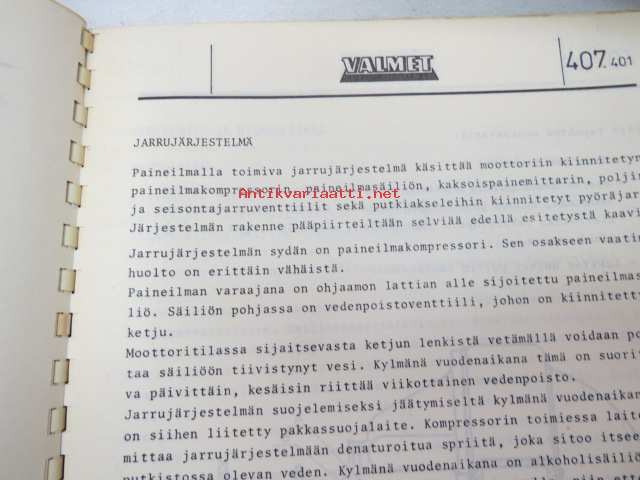 VALMET
407.401
JARRUJÄRJESTELMÄ
Paineilmalla toimiva jarrujärjestelmä käsittää moottoriin kiinnitetyn
paineilmakompressorin, paineilmasäiliön, kaksoispainemittarin, poljin
ja seisontajarruventtiilit sekä putkiakseleihin kiinnitetyt pyöräjar
Järjestelmän rakenne pääpiirteiltään selviää edellä esitetystä kaavi
Antikvariaatti.net
Jarrujärjestelmän sydän on paineilmakompressori. Sen osakseen vaatim
huolto on erittäin vähäistä.
Paineilman varaajana on ohjaamon lattian alle sijoitettu paineilmas
liö. Säiliön pohjassa on vedenpoistoventtiili, johon on kiinnitetty
ketju.
Moottoritilassa sijaitsevasta ketjun lenkistä vetämällä voidaan po
taa säiliöön tiivistynyt vesi. Kylmänä vuodenaikana tämä on suorit
va päivittäin, kesäisin riittää viikottainen vedenpoisto.
Jarrujärjestelmän suojelemiseksi jäätymiseltä kylmänä vuodenaikan
on siihen liitetty pakkassuojalaite. Kompressorin toimiessa laite
mittaa jarrujärjestelmään denaturoitua spriitä, joka sitoo itsee
putkistossa olevan veden. Kylmänä vuodenaikana on alkoholisäiliö